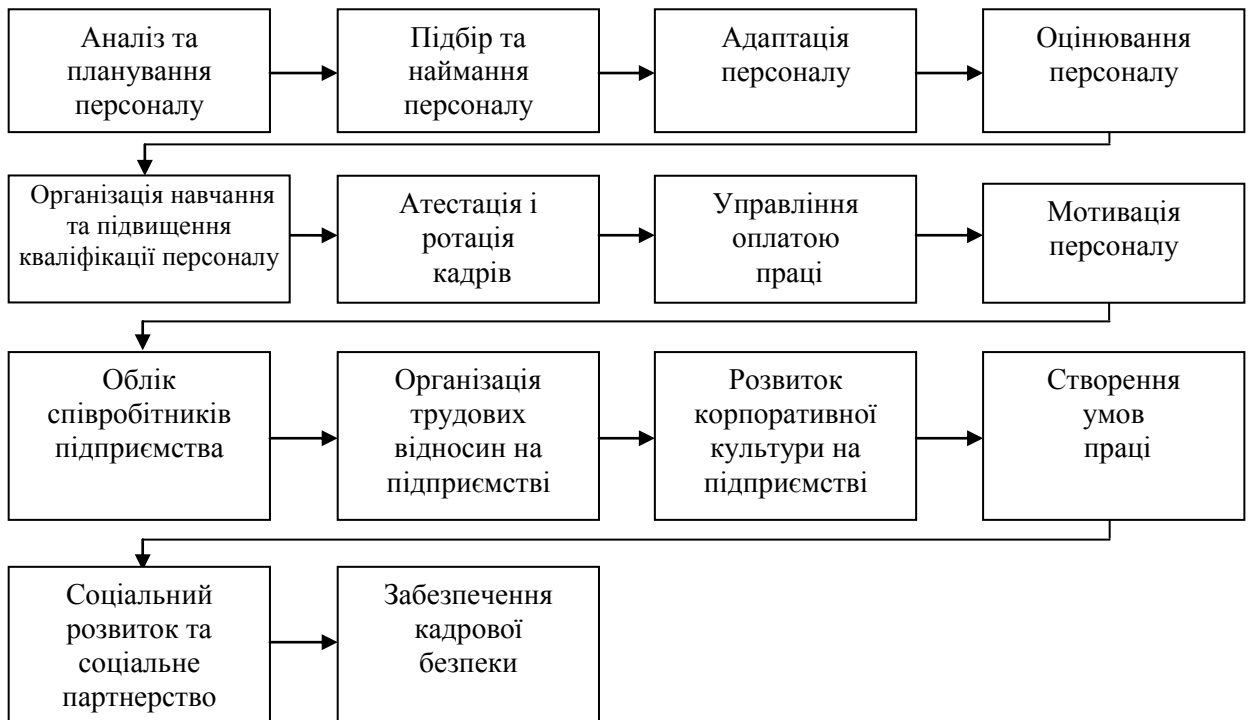 Аналіз та
планування
персоналу
Підбір та
наймання
персоналу
Адаптація
персоналу
Оцінювання
персоналу
Організація навчання
та підвищення
кваліфікації персоналу
Атестація і
ротація
кадрів
Управління
оплатою
праці
Мотивація
персоналу
Облік
співробітників
підприємства
Організація
трудових
відносин на
підприємстві
Розвиток
корпоративної
культури на
підприємстві
Створення
умов
праці
Соціальний
розвиток та
соціальне
партнерство
Забезпечення
кадрової
безпеки